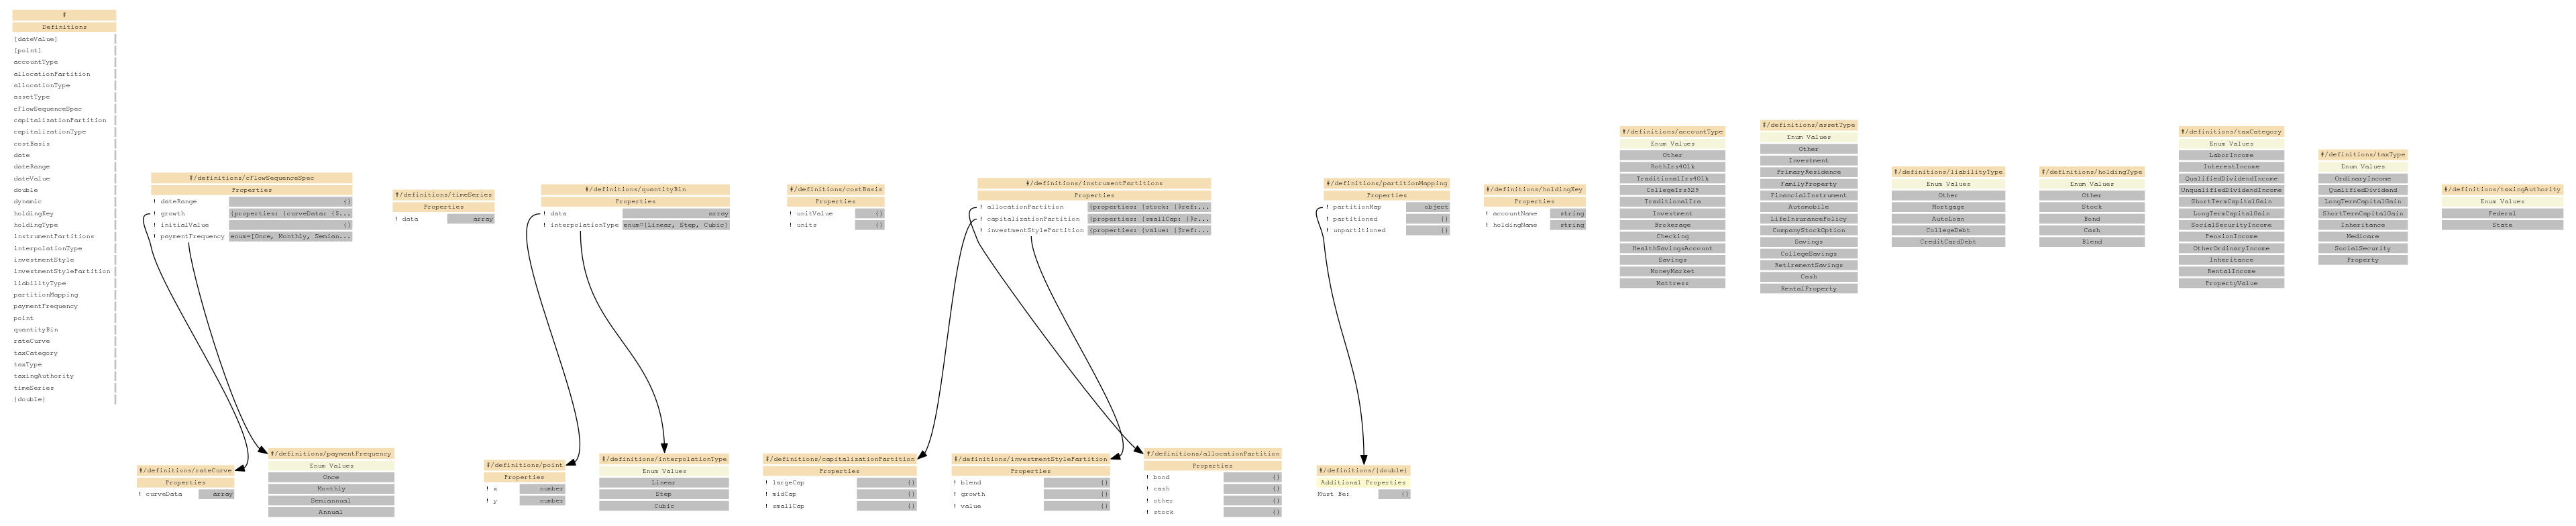 #
Definitions
[dateValue]
[point]
accountType
allocationPartition
allocationType
assetType
cFlowSequenceSpec
capitalizationPartition
capitalizationType
costBasis
date
dateRange
dateValue
double
dynamic
holdingKey
holdingType
instrumentPartitions
interpolationType
investmentStyle
investmentStylePartition
liabilityType
partitionMapping
paymentFrequency
point
quantityBin
rateCurve
taxCategory
taxType
taxingAuthority
timeSeries
{double}
#/definitions/cFlowSequenceSpec
Properties
! dateRange {}
! growth {properties: {curveData: {$...
! initialValue {}
! paymentFrequency enum=[Once, Monthly, Semian...
#/definitions/timeSeries
Properties
! data array
#/definitions/quantityBin
Properties
! data array
! interpolationType enum=[Linear, Step, Cubic]
#/definitions/costBasis
Properties
! unitValue {}
! units {}
#/definitions/instrumentPartitions
Properties
! allocationPartition {properties: {stock: {$ref:...
! capitalizationPartition {properties: {smallCap: {$r...
! investmentStylePartition {properties: {value: {$ref:...
#/definitions/partitionMapping
Properties
! partitionMap object
! partitioned {}
! unpartitioned {}
#/definitions/holdingKey
Properties
! accountName string
! holdingName string
#/definitions/accountType
Enum Values
Other
RothIrs401k
TraditionalIrs401k
CollegeIrs529
TraditionalIra
Investment
Brokerage
Checking
HealthSavingsAccount
Savings
MoneyMarket
Mattress
#/definitions/assetType
Enum Values
Other
Investment
PrimaryResidence
FamilyProperty
FinancialInstrument
Automobile
LifeInsurancePolicy
CompanyStockOption
Savings
CollegeSavings
RetirementSavings
Cash
RentalProperty
#/definitions/liabilityType
Enum Values
Other
Mortgage
AutoLoan
CollegeDebt
CreditCardDebt
#/definitions/holdingType
Enum Values
Other
Stock
Bond
Cash
Blend
#/definitions/taxCategory
Enum Values
LaborIncome
InterestIncome
QualifiedDividendIncome
UnqualifiedDividendIncome
ShortTermCapitalGain
LongTermCapitalGain
SocialSecurityIncome
PensionIncome
OtherOrdinaryIncome
Inheritance
RentalIncome
PropertyValue
#/definitions/taxType
Enum Values
OrdinaryIncome
QualifiedDividend
LongTermCapitalGain
ShortTermCapitalGain
Inheritance
Medicare
SocialSecurity
Property
#/definitions/taxingAuthority
Enum Values
Federal
State
#/definitions/rateCurve
Properties
! curveData array
#/definitions/paymentFrequency
Enum Values
Once
Monthly
Semiannual
Annual
#/definitions/point
Properties
! x number
! y number
#/definitions/interpolationType
Enum Values
Linear
Step
Cubic
#/definitions/capitalizationPartition
Properties
! largeCap {}
! midCap {}
! smallCap {}
#/definitions/investmentStylePartition
Properties
! blend {}
! growth {}
! value {}
#/definitions/allocationPartition
Properties
! bond {}
! cash {}
! other {}
! stock {}
#/definitions/{double}
Additional Properties
Must Be: {}